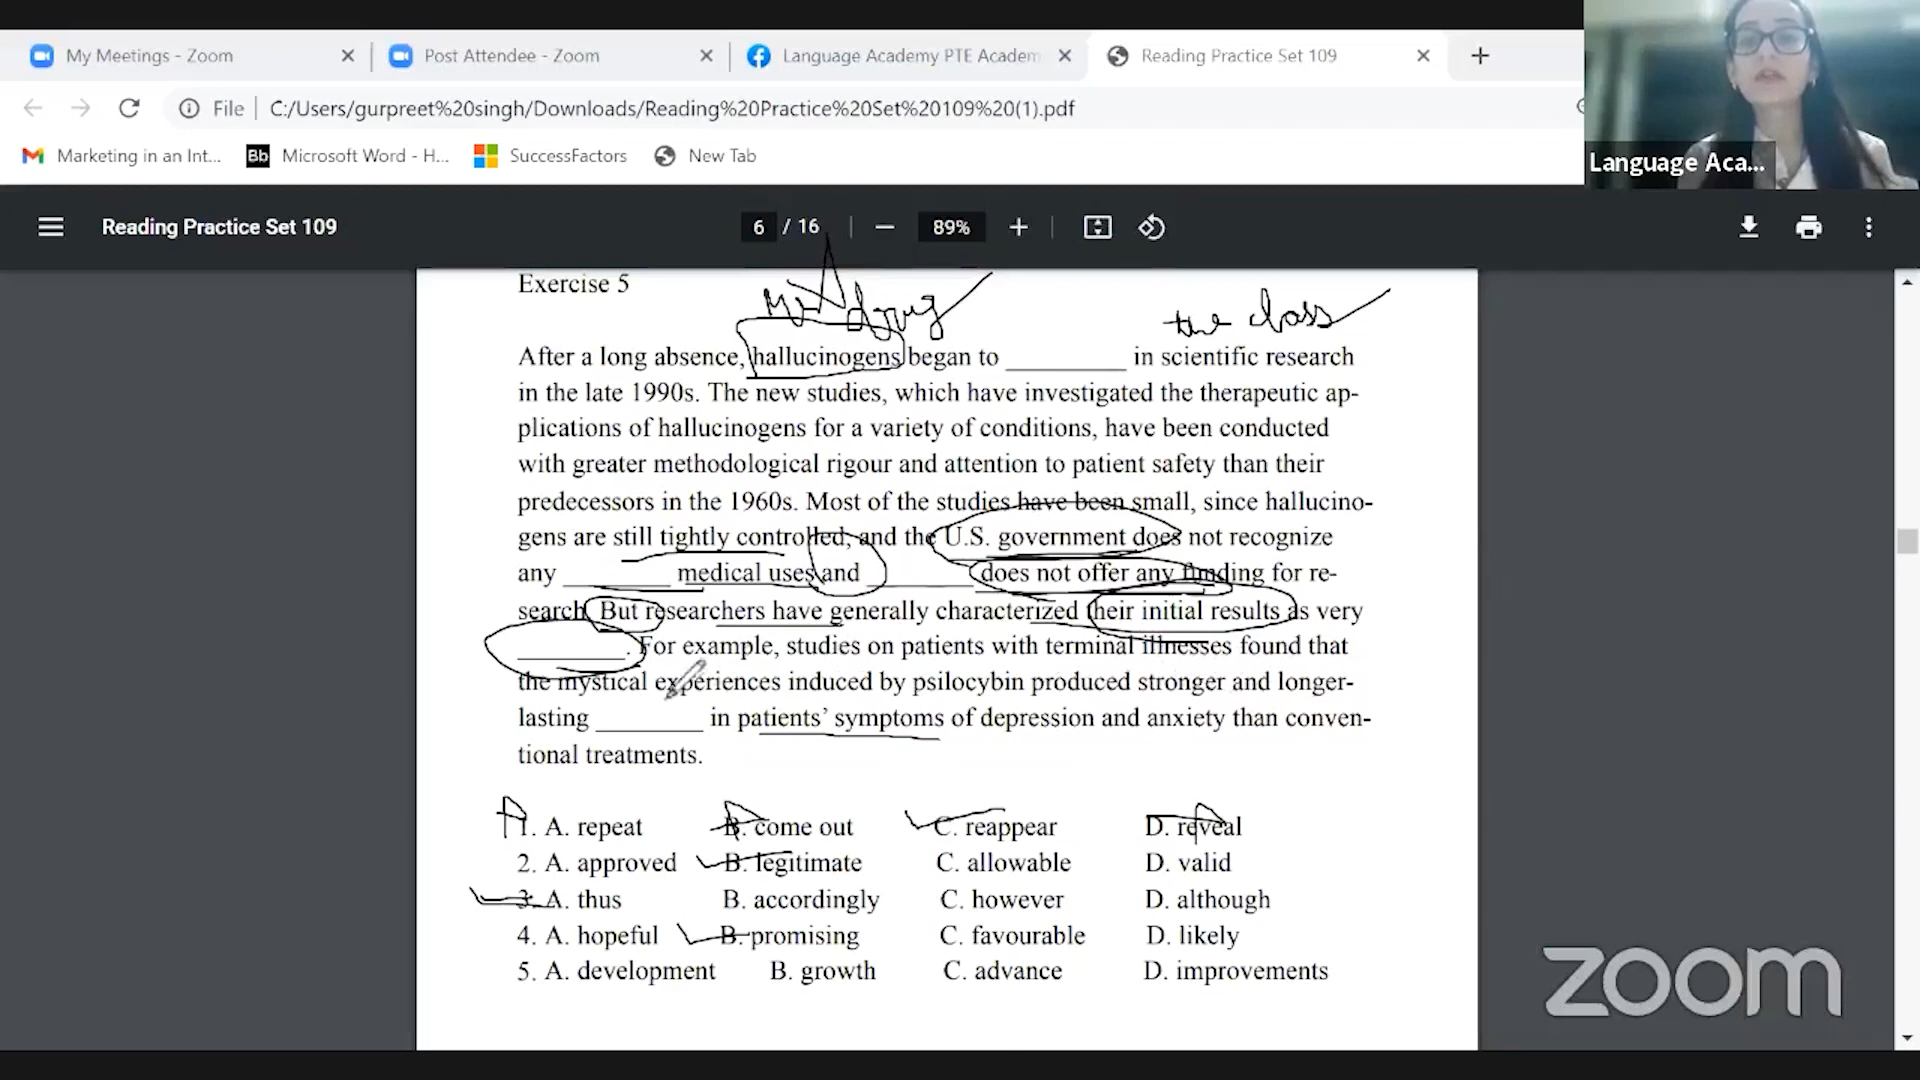 My Meetings - Zoom
Post Attendee - Zoom
Language Academy PTE Academ
Reading Practice Set 109
File
C:/Users/gurpreet%20singh/Downloads/Reading%20Practice%20Set%20109%20(1).pdf
Marketing in an Int...
Bb Microsoft Word - H...
SuccessFactors
New Tab
Language Aca...
Reading Practice Set 109
6 / 16
89%
Exercise 5
drug
the class
After a long absence, hallucinogens began to __________ in scientific research
in the late 1990s. The new studies, which have investigated the therapeutic ap-
plications of hallucinogens for a variety of conditions, have been conducted
with greater methodological rigour and attention to patient safety than their
predecessors in the 1960s. Most of the studies have been small, since hallucino-
gens are still tightly controlled, and the U.S. government does not recognize
any _________ medical uses and _________ does not offer any funding for re-
search. But researchers have generally characterized their initial results as very
_________. For example, studies on patients with terminal illnesses found that
the mystical experiences induced by psilocybin produced stronger and longer-
lasting _________ in patients' symptoms of depression and anxiety than conven-
tional treatments.
1. A. repeat B. come out C. reappear D. reveal
2. A. approved B. legitimate C. allowable D. valid
3. A. thus B. accordingly C. however D. although
4. A. hopeful B. promising C. favourable D. likely
5. A. development B. growth C. advance D. improvements
zoom